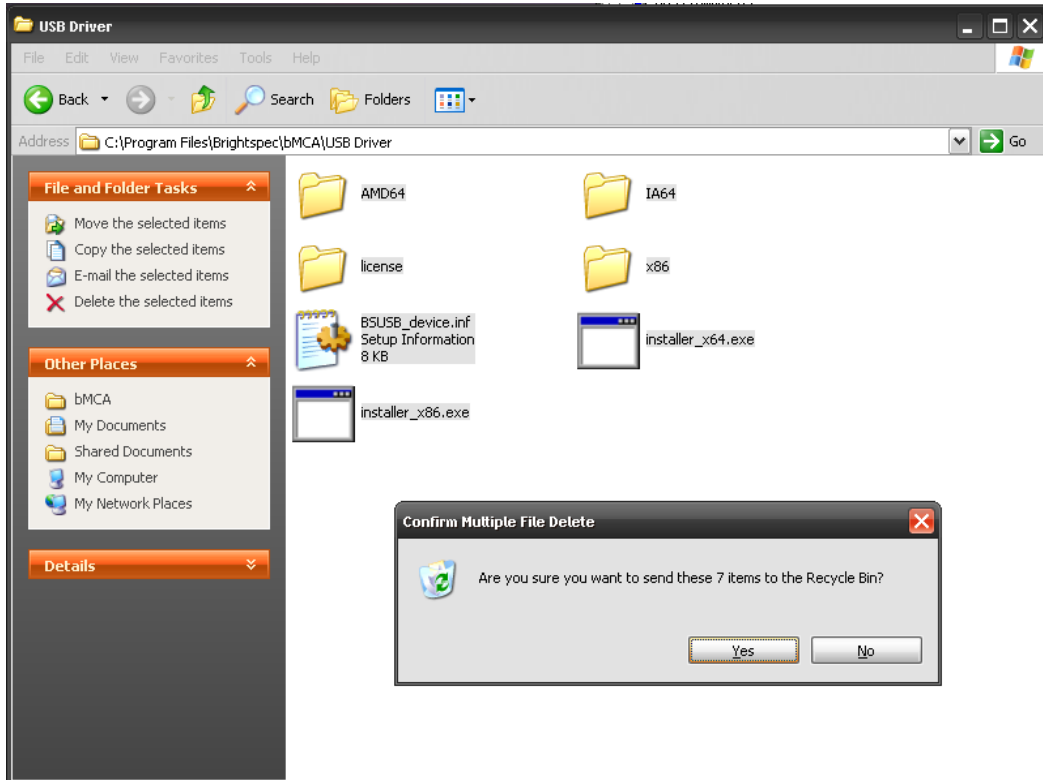 USB Driver
File Edit View Favorites Tools Help
Back Search Folders
Address C:\Program Files\Brightspec\bMCA\USB Driver Go
File and Folder Tasks
Move the selected items
Copy the selected items
E-mail the selected items
Delete the selected items
Other Places
bMCA
My Documents
Shared Documents
My Computer
My Network Places
Details
AMD64
IA64
license
x86
BSUSB_device.inf
Setup Information
8 KB
installer_x64.exe
installer_x86.exe
Confirm Multiple File Delete
Are you sure you want to send these 7 items to the Recycle Bin?
Yes No